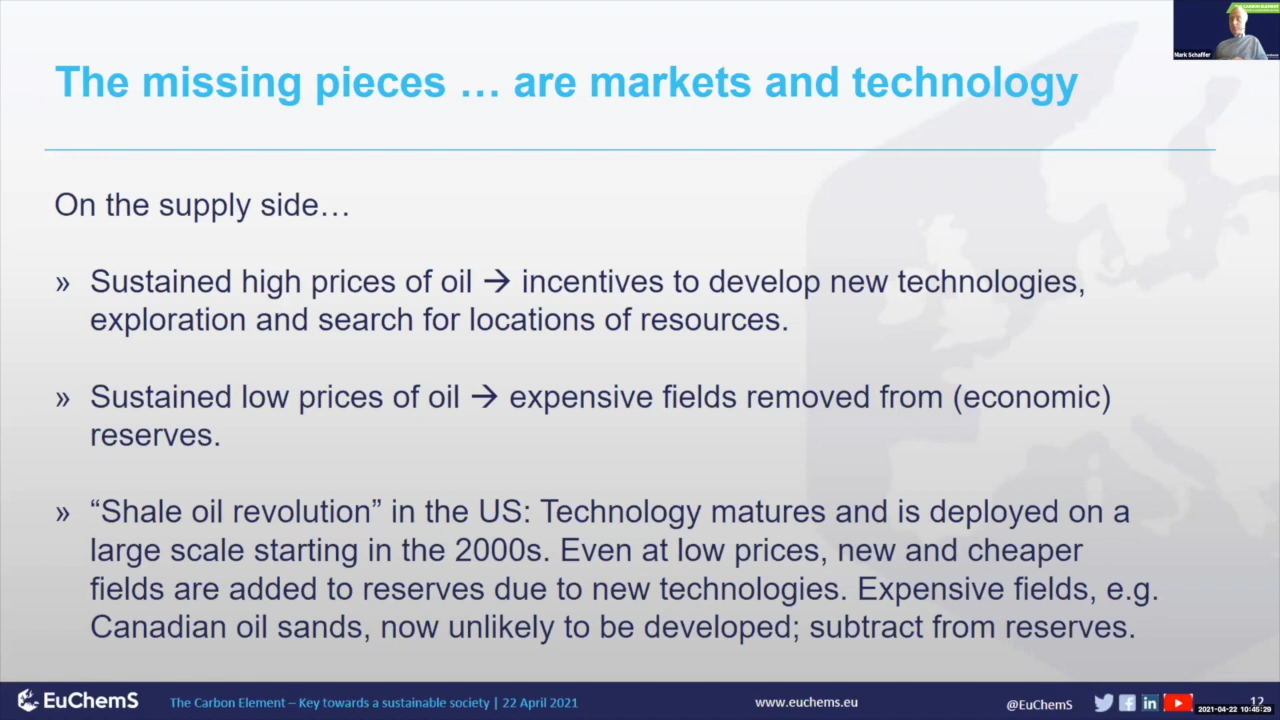 The missing pieces … are markets and technology
On the supply side…
» Sustained high prices of oil → incentives to develop new technologies,
exploration and search for locations of resources.
» Sustained low prices of oil → expensive fields removed from (economic)
reserves.
» “Shale oil revolution” in the US: Technology matures and is deployed on a
large scale starting in the 2000s. Even at low prices, new and cheaper
fields are added to reserves due to new technologies. Expensive fields, e.g.
Canadian oil sands, now unlikely to be developed; subtract from reserves.
Mark Schaffer
EuChemS
The Carbon Element – Key towards a sustainable society | 22 April 2021
www.euchems.eu
@EuChemS
12
2021-04-22 10:45:29